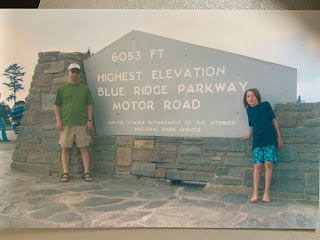 6053 FT.
HIGHEST ELEVATION
BLUE RIDGE PARKWAY
MOTOR ROAD
UNITED STATES DEPARTMENT OF THE INTERIOR
NATIONAL PARK SERVICE